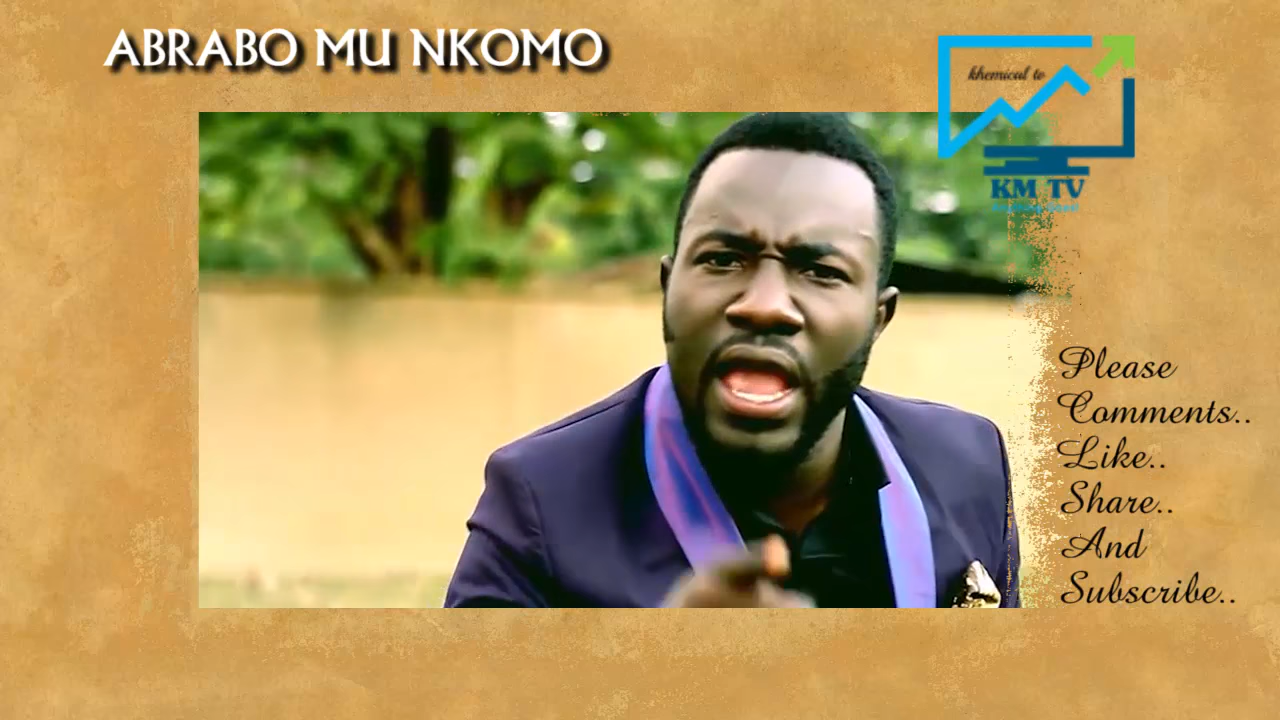 ABRABO MU NKOMO
khemical tv
KM TV
Please
Comments..
Like..
Share..
And
Subscribe..